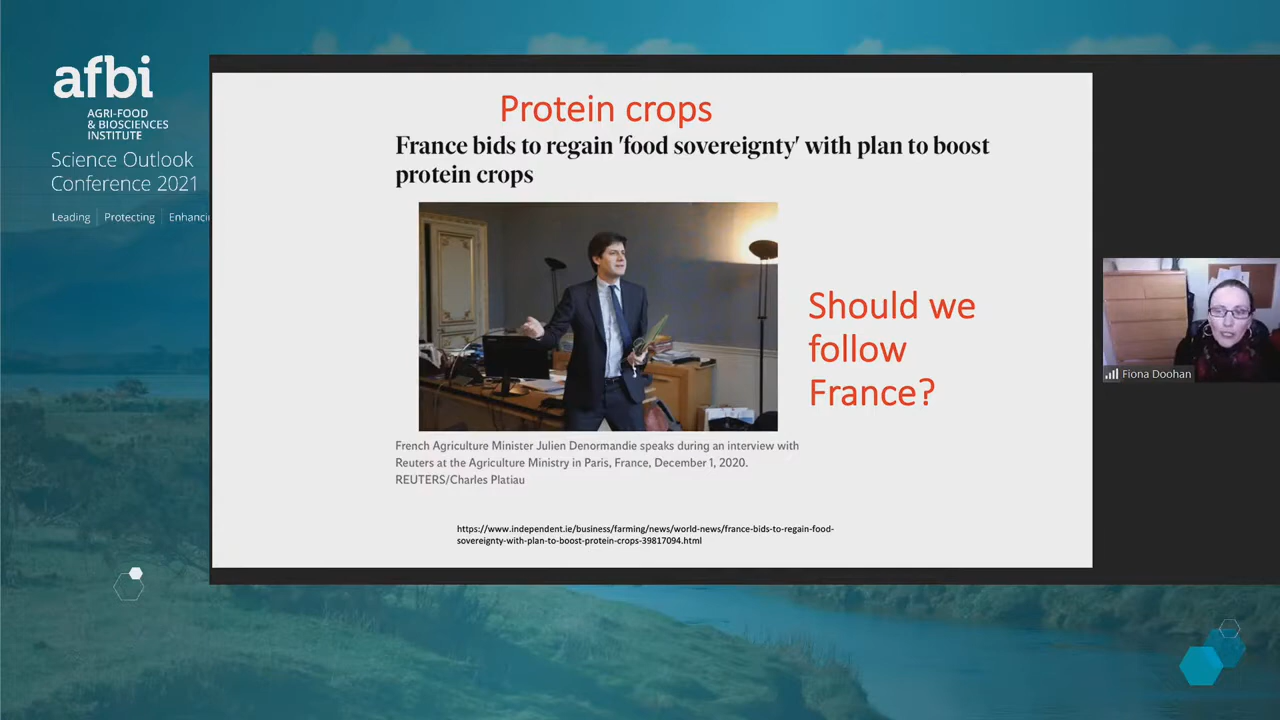 afbi
AGRI-FOOD
& BIOSCIENCES
INSTITUTE
Science Outlook
Conference 2021
Leading | Protecting |
Protein crops
France bids to regain 'food sovereignty' with plan to boost
protein crops
Should we
follow
France?
French Agriculture Minister Julien Denormandie speaks during an interview with
Reuters at the Agriculture Ministry in Paris, France, December 1, 2020.
REUTERS/Charles Platiau
https://www.independent.ie/business/farming/news/world-news/france-bids-to-regain-food-
sovereignty-with-plan-to-boost-protein-crops-39817094.html
Fiona Doohan